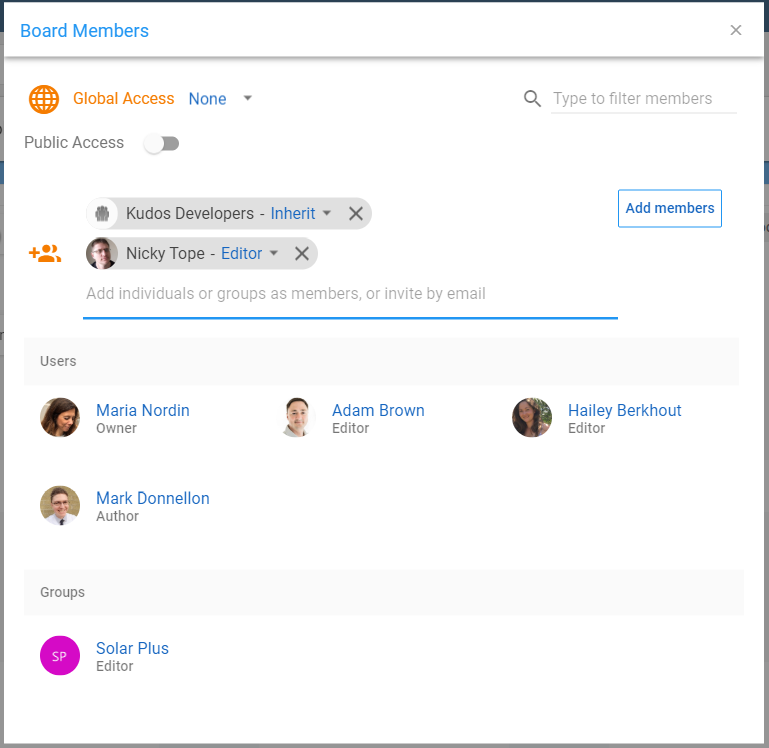 Board Members
Global Access None
Type to filter members
Public Access
Kudos Developers - Inherit
Add members
Nicky Tope - Editor
Add individuals or groups as members, or invite by email
Users
Maria Nordin
Owner
Adam Brown
Editor
Hailey Berkhout
Editor
Mark Donnellon
Author
Groups
SP
Solar Plus
Editor